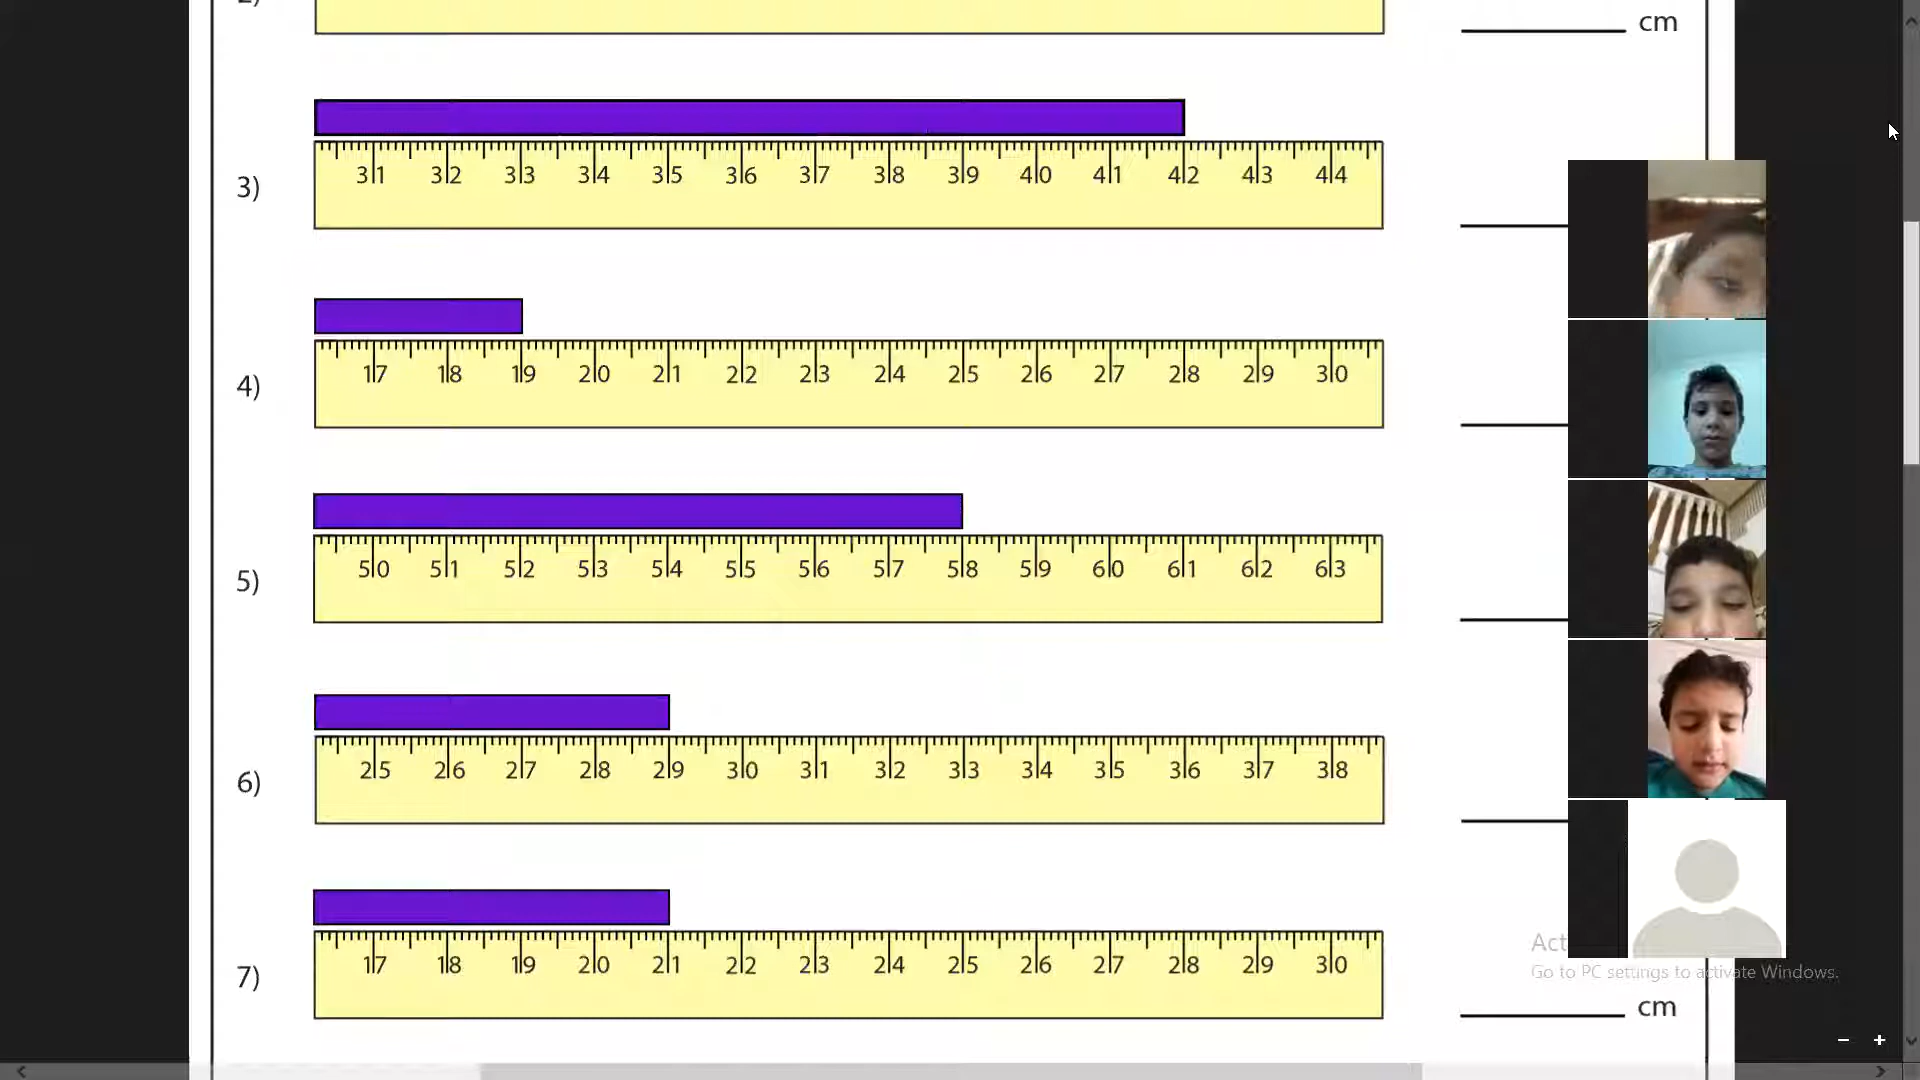 cm
31 32 33 34 35 36 37 38 39 40 41 42 43 44
3)
17 18 19 20 21 22 23 24 25 26 27 28 29 30
4)
50 51 52 53 54 55 56 57 58 59 60 61 62 63
5)
25 26 27 28 29 30 31 32 33 34 35 36 37 38
6)
17 18 19 20 21 22 23 24 25 26 27 28 29 30
7)
cm
Act
Go to PC settings to activate Windows.